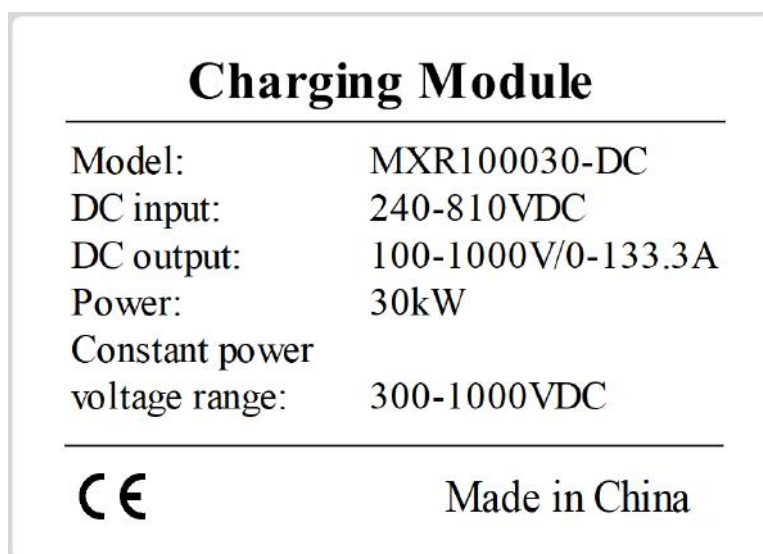 Charging Module
Model: MXR100030-DC
DC input: 240-810VDC
DC output: 100-1000V/0-133.3A
Power: 30kW
Constant power
voltage range: 300-1000VDC
CE Made in China